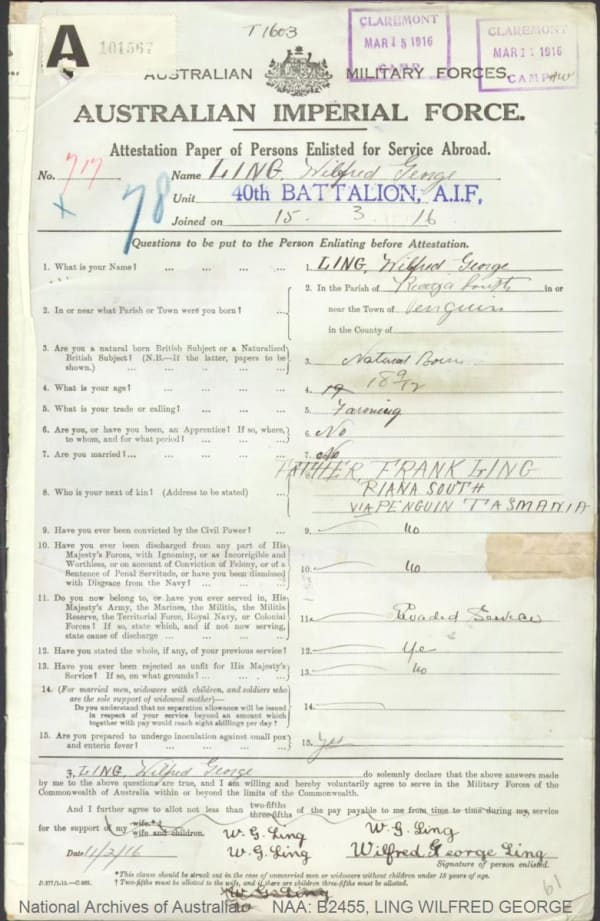 T1603
A 101567
CLAREMONT MAR 15 1916 CAMP
CLAREMONT MAR 1916 CAMP
AUSTRALIAN MILITARY FORCES.
AUSTRALIAN IMPERIAL FORCE.
Attestation Paper of Persons Enlisted for Service Abroad.
No. 717 Name LING, Wilfred George
78
Unit 40th BATTALION, A.I.F,
Joined on 15. 3. 16
Questions to be put to the Person Enlisting before Attestation.
1. What is your Name? ... ... ... 1. LING, Wilfred George
2. In or near what Parish or Town were you born? ... 2. In the Parish of South in or
near the Town of Penguin
in the County of
3. Are you a natural born British Subject or a Naturalized
British Subject? (N.B.—If the latter, papers to be
shown.) ... ... ... ... 3. Natural Born
4. What is your age? ... ... ... 4. 19 18 9/12
5. What is your trade or calling? ... ... ... 5. Farming
6. Are you, or have you been, an Apprentice? If so, where,
to whom, and for what period? ... ... ... 6. No
7. Are you married? ... ... ... ... 7. No
8. Who is your next of kin? (Address to be stated) ... FATHER, FRANK LING
RIANA SOUTH
VIA PENGUIN TASMANIA
9. Have you ever been convicted by the Civil Power? ... 9. No
10. Have you ever been discharged from any part of His
Majesty's Forces, with Ignominy, or as Incorrigible and
Worthless, or on account of Conviction of Felony, or of a
Sentence of Penal Servitude, or have you been dismissed
with Disgrace from the Navy? ... ... ... 10. No
11. Do you now belong to, or have you ever served in, His
Majesty's Army, the Marines, the Militia, the Militia
Reserve, the Territorial Force, Royal Navy, or Colonial
Forces? If so, state which, and if not now serving,
state cause of discharge ... ... ... 11. Evaded Service
12. Have you stated the whole, if any, of your previous service? 12. Yes
13. Have you ever been rejected as unfit for His Majesty's
Service? If so, on what grounds? ... ... ... 13. No
14. (For married men, widowers with children, and soldiers who
are the sole support of widowed mother)—
Do you understand that no separation allowance will be issued
in respect of your service beyond an amount which
together with pay would reach eight shillings per day? 14.
15. Are you prepared to undergo inoculation against small pox
and enteric fever? ... ... ... ... 15. Yes
I, LING, Wilfred George do solemnly declare that the above answers made
by me to the above questions are true, and I am willing and hereby voluntarily agree to serve in the Military Forces of the
Commonwealth of Australia within or beyond the limits of the Commonwealth.
And I further agree to allot not less than two-fifths three-fifths of the pay payable to me from time to time during my service
for the support of my wife.*† wife and children. W. G. Ling W. G. Ling
Date 11/2/16 W. G. Ling Wilfred George Ling
Signature of person enlisted.
*This clause should be struck out in the case of unmarried men or widowers without children under 18 years of age.
† Two-fifths must be allotted to the wife, and if there are children three-fifths must be allotted.
W. G. Ling
61
National Archives of Australia NAA: B2455, LING WILFRED GEORGE